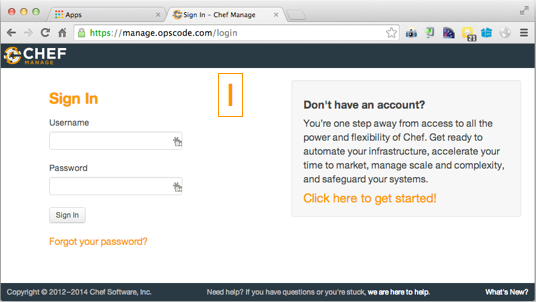 Apps
Sign In - Chef Manage
https://manage.opscode.com/login
23
CHEF
MANAGE
Sign In
I
Username
Password
Sign In
Forgot your password?
Don't have an account?
You're one step away from access to all the
power and flexibility of Chef. Get ready to
automate your infrastructure, accelerate your
time to market, manage scale and complexity,
and safeguard your systems.
Click here to get started!
Copyright © 2012–2014 Chef Software, Inc.
Need help? If you have questions or you're stuck, we are here to help.
What's New?